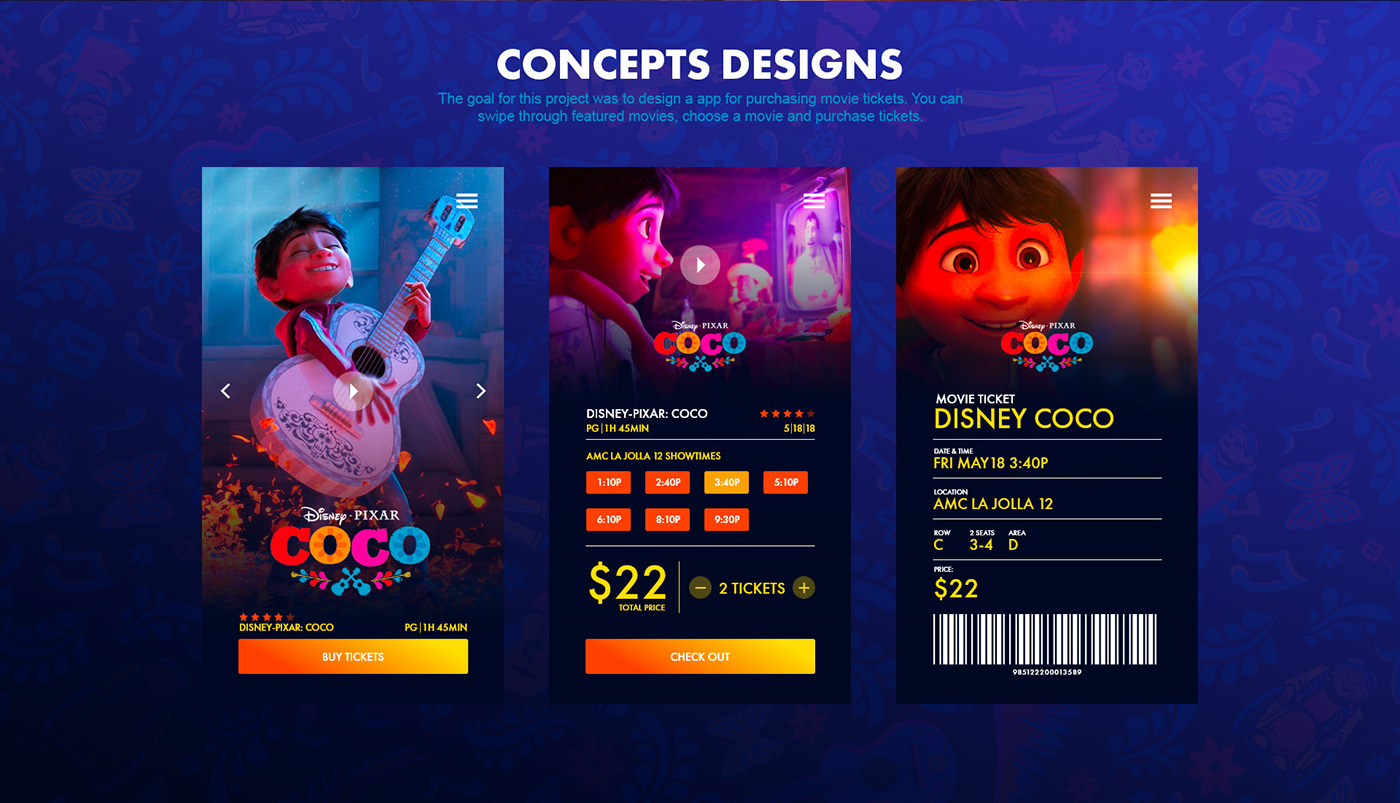 CONCEPTS DESIGNS
The goal for this project was to design a app for purchasing movie tickets. You can
swipe through featured movies, choose a movie and purchase tickets.
Disney·PIXAR
COCO
DISNEY-PIXAR: COCO PG|1H 45MIN
BUY TICKETS
Disney·PIXAR
COCO
DISNEY-PIXAR: COCO
PG|1H 45MIN 5|18|18
AMC LA JOLLA 12 SHOWTIMES
1:10P 2:40P 3:40P 5:10P
6:10P 8:10P 9:30P
$22 2 TICKETS
TOTAL PRICE
CHECK OUT
Disney·PIXAR
COCO
MOVIE TICKET
DISNEY COCO
DATE & TIME
FRI MAY18 3:40P
LOCATION
AMC LA JOLLA 12
ROW 2 SEATS AREA
C 3-4 D
PRICE:
$22
985122200013589